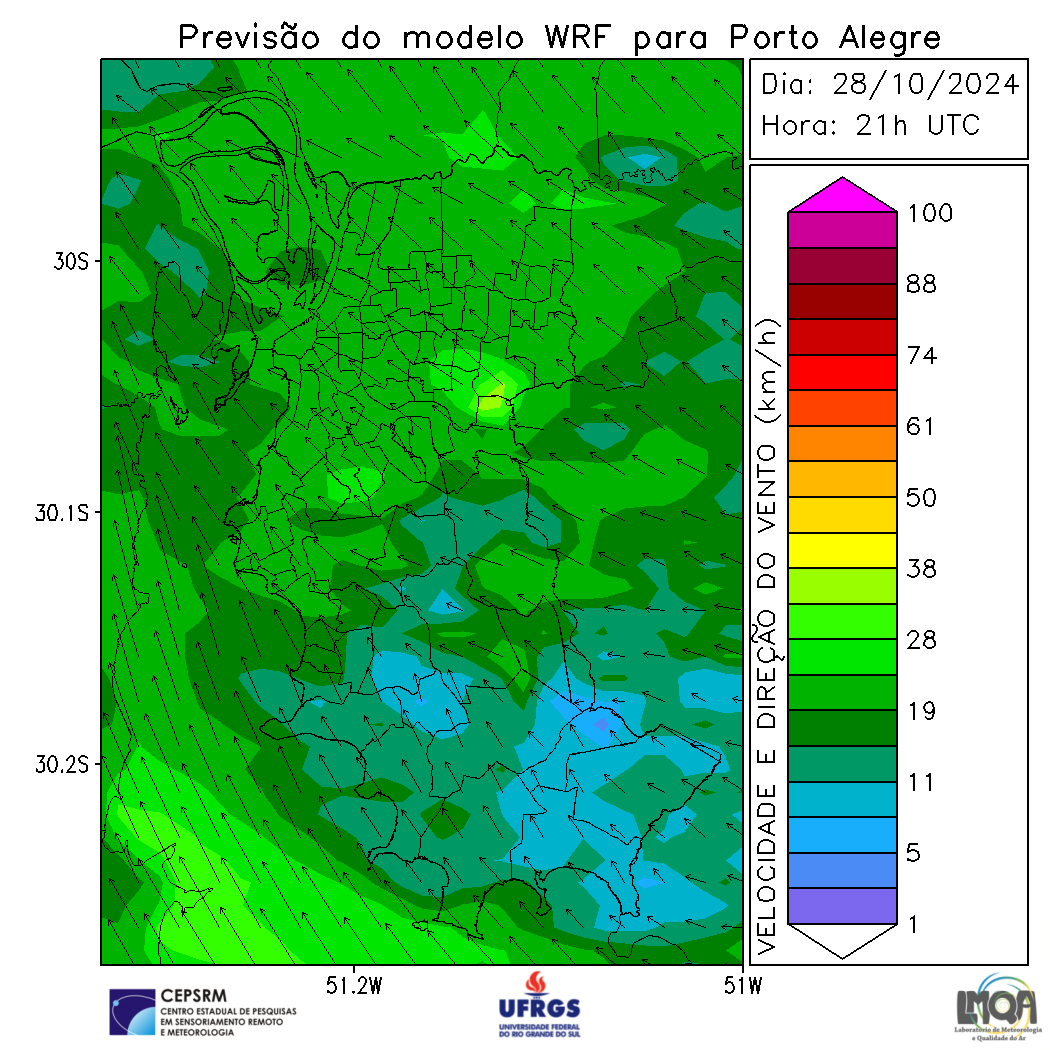 Previsão do modelo WRF para Porto Alegre
Dia: 28/10/2024
Hora: 21h UTC
30S
30.1S
30.2S
51.2W
51W
VELOCIDADE E DIREÇÃO DO VENTO (km/h)
100
88
74
61
50
38
28
19
11
5
1
CEPSRM
CENTRO ESTADUAL DE PESQUISAS
EM SENSORIAMENTO REMOTO
E METEOROLOGIA
UFRGS
UNIVERSIDADE FEDERAL
DO RIO GRANDE DO SUL
LMQA
Laboratório de Meteorologia
e Qualidade do Ar